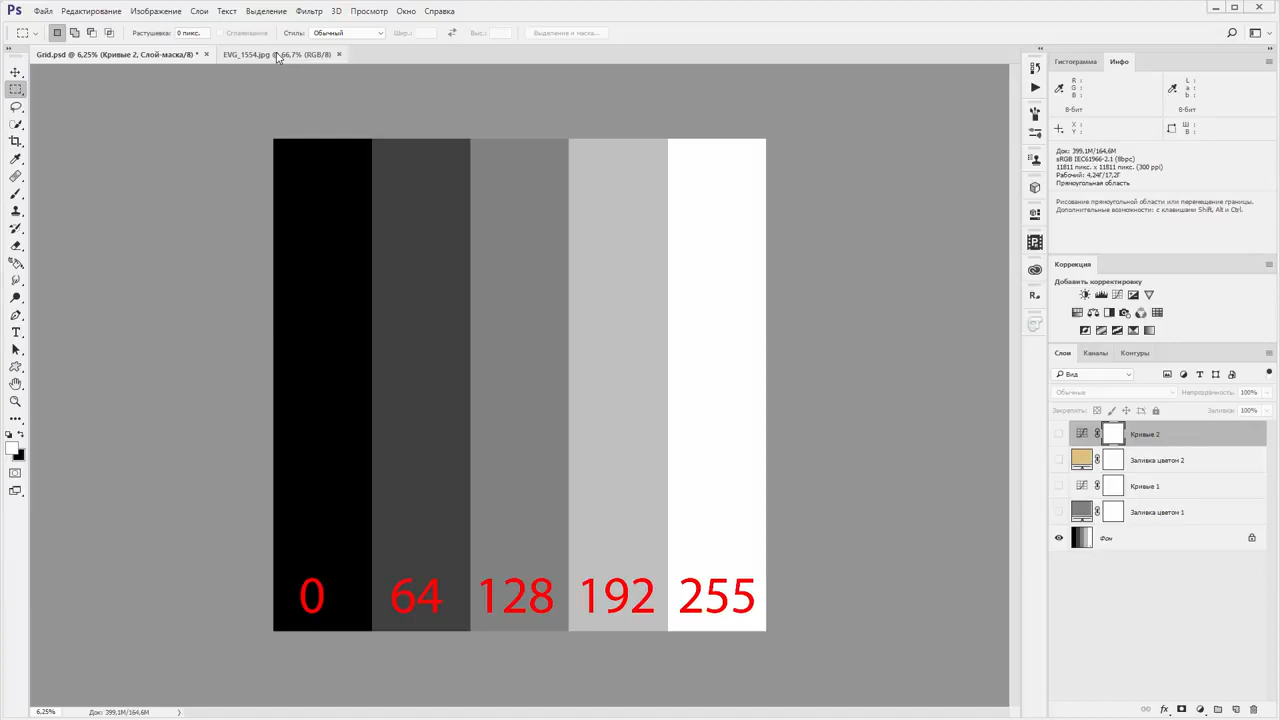 Ps Файл Редактирование Изображение Слои Текст Выделение Фильтр 3D Просмотр Окно Справка
Растушевка: 0 пикс. Сглаживание Стиль: Обычный Шир.: Выс.: Выделение и маска...
Grid.psd @ 6,25% (Кривые 2, Слой-маска/8) * × EVG_1554.jpg @ 66,7% (RGB/8) ×
Гистограмма Инфо
R : L :
G : a :
B : b :
8-бит 8-бит
X : Ш :
Y : В :
Док: 399,1M/164,6M
sRGB IEC61966-2.1 (8bpc)
11811 пикс. x 11811 пикс. (300 ppi)
Рабочий: 4,24Г/17,2Г
Прямоугольная область
Рисование прямоугольной области или перемещение границы.
Дополнительные возможности: с клавишами Shift, Alt и Ctrl.
Коррекция
Добавить корректировку
Слои Каналы Контуры
Вид
Обычные Непрозрачность: 100%
Закрепить: Заливка: 100%
Кривые 2
Заливка цветом 2
Кривые 1
Заливка цветом 1
Фон
0 64 128 192 255
6,25% Док: 399,1M/164,6M